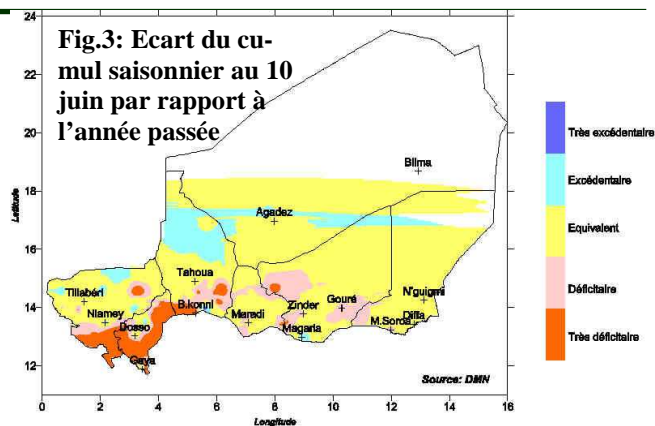 Fig.3: Ecart du cu-
mul saisonnier au 10
juin par rapport à
l'année passée
24
22
20
18
16
14
12
Latitude
Bilma
Agadez
Tahoua
Tillabéri
N'guigmi
Niamey
B.konni
Maradi
Zinder
Gouré
Dosso
Magaria
M.Soroa
Diffa
Gaya
Source: DMN
0
2
4
6
8
10
12
14
16
Longitude
Très excédentaire
Excédentaire
Equivalent
Déficitaire
Très déficitaire